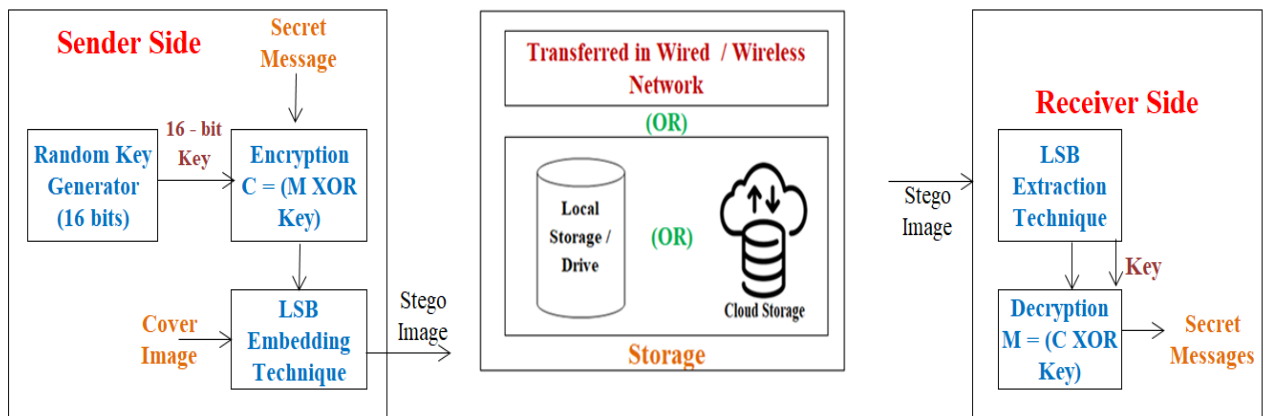 Sender Side
Secret
Message
16 - bit
Key
Random Key
Generator
(16 bits)
Encryption
C = (M XOR
Key)
Cover
Image
LSB
Embedding
Technique
Stego
Image
Transferred in Wired / Wireless
Network
(OR)
Local
Storage /
Drive
(OR)
Cloud Storage
Storage
Stego
Image
Receiver Side
LSB
Extraction
Technique
Key
Decryption
M = (C XOR
Key)
Secret
Messages